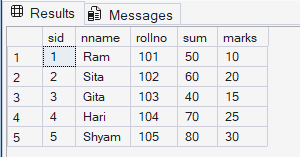 Results Messages
sid nname rollno sum marks
1 1 Ram 101 50 10
2 2 Sita 102 60 20
3 3 Gita 103 40 15
4 4 Hari 104 70 25
5 5 Shyam 105 80 30